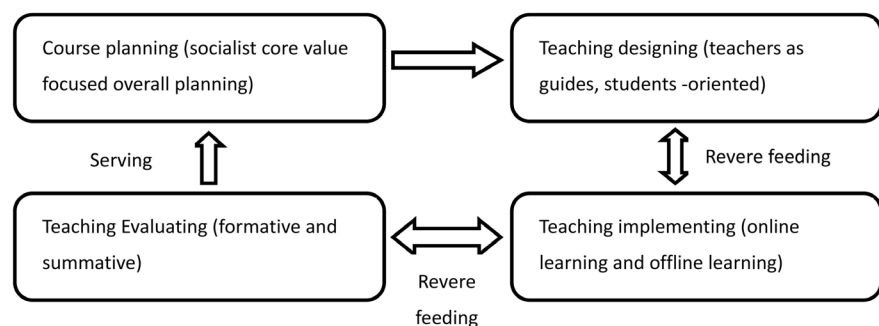 Course planning (socialist core value
focused overall planning)
Teaching designing (teachers as
guides, students -oriented)
Serving
Revere feeding
Teaching Evaluating (formative and
summative)
Teaching implementing (online
learning and offline learning)
Revere
feeding